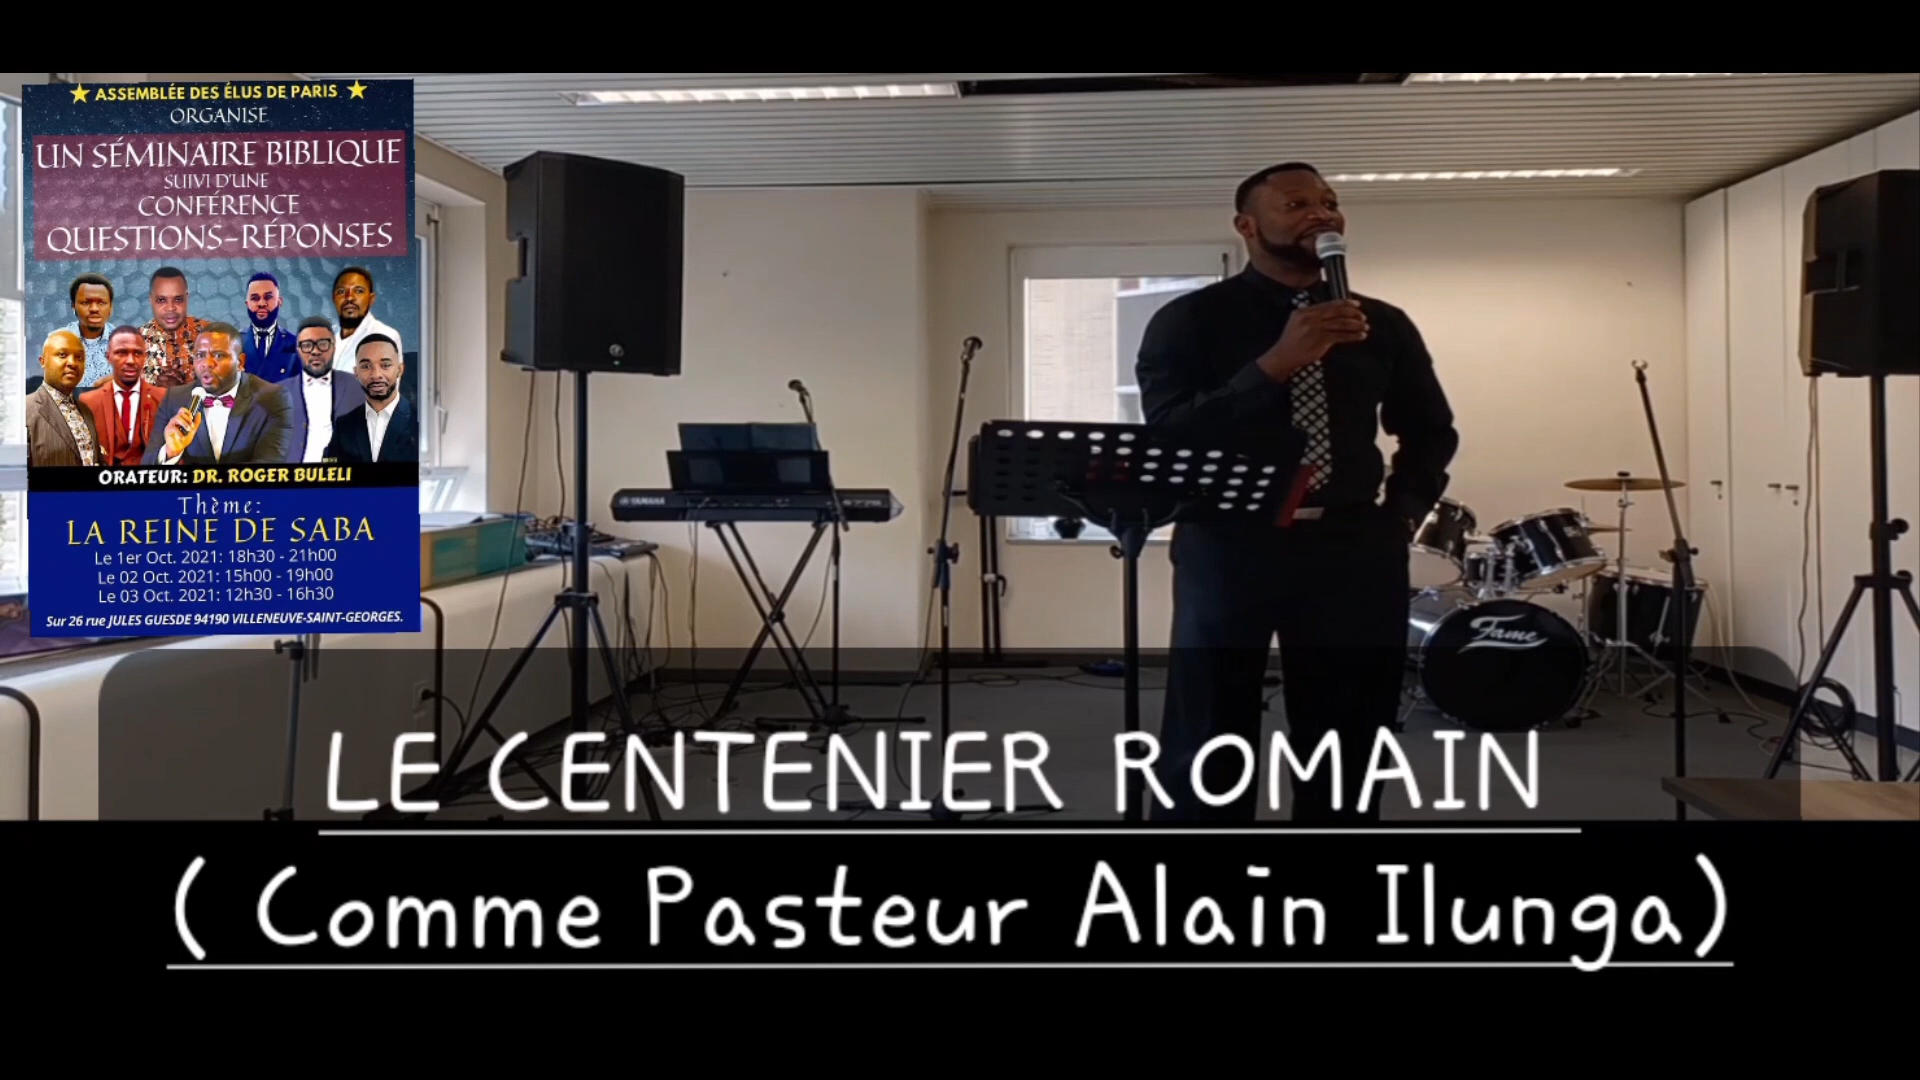 ASSEMBLÉE DES ÉLUS DE PARIS
ORGANISE
UN SÉMINAIRE BIBLIQUE
SUIVI D'UNE
CONFÉRENCE
QUESTIONS-RÉPONSES
ORATEUR: DR. ROGER BULELI
Thème:
LA REINE DE SABA
Le 1er Oct. 2021: 18h30 - 21h00
Le 02 Oct. 2021: 15h00 - 19h00
Le 03 Oct. 2021: 12h30 - 16h30
Sur 26 rue JULES GUESDE 94190 VILLENEUVE-SAINT-GEORGES.
YAMAHA
Fame
LE CENTENIER ROMAIN
( Comme Pasteur Alain Ilunga)